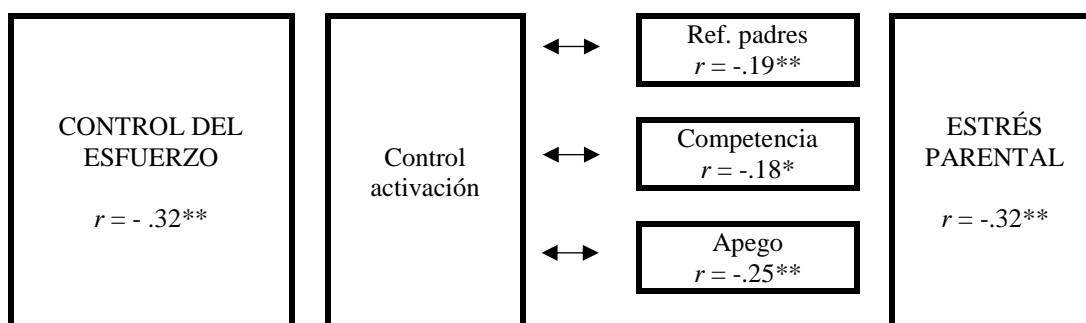 CONTROL DEL
ESFUERZO
r = - .32**
Control
activación
Ref. padres
r = -.19**
Competencia
r = -.18*
Apego
r = -.25**
ESTRÉS
PARENTAL
r = -.32**